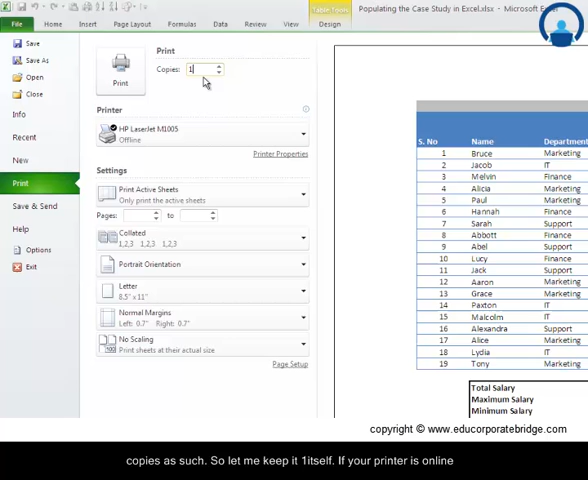 Populating the Case Study in Excel.xlsx - Microsoft Ex
Table Tools
File Home Insert Page Layout Formulas Data Review View Design
Save
Save As
Open
Close
Info
Recent
New
Print
Save & Send
Help
Options
Exit
Print
Print
Copies: 1
Printer
HP LaserJet M1005
Offline
Printer Properties
Settings
Print Active Sheets
Only print the active sheets
Pages: to
Collated
1,2,3 1,2,3 1,2,3
Portrait Orientation
Letter
8.5" x 11"
Normal Margins
Left: 0.7" Right: 0.7"
No Scaling
Print sheets at their actual size
Page Setup
S. No Name Department
1 Bruce Marketing
2 Jacob IT
3 Melvin Finance
4 Alicia Marketing
5 Paul Marketing
6 Hannah Finance
7 Sarah Support
8 Abbott Finance
9 Abel Support
10 Lucy Finance
11 Jack Support
12 Aaron Marketing
13 Grace Marketing
14 Paxton IT
15 Malcolm IT
16 Alexandra Support
17 Alice Marketing
18 Lydia IT
19 Tony Marketing
Total Salary
Maximum Salary
Minimum Salary
copyright © www.educorporatebridge.com
copies as such. So let me keep it 1itself. If your printer is online